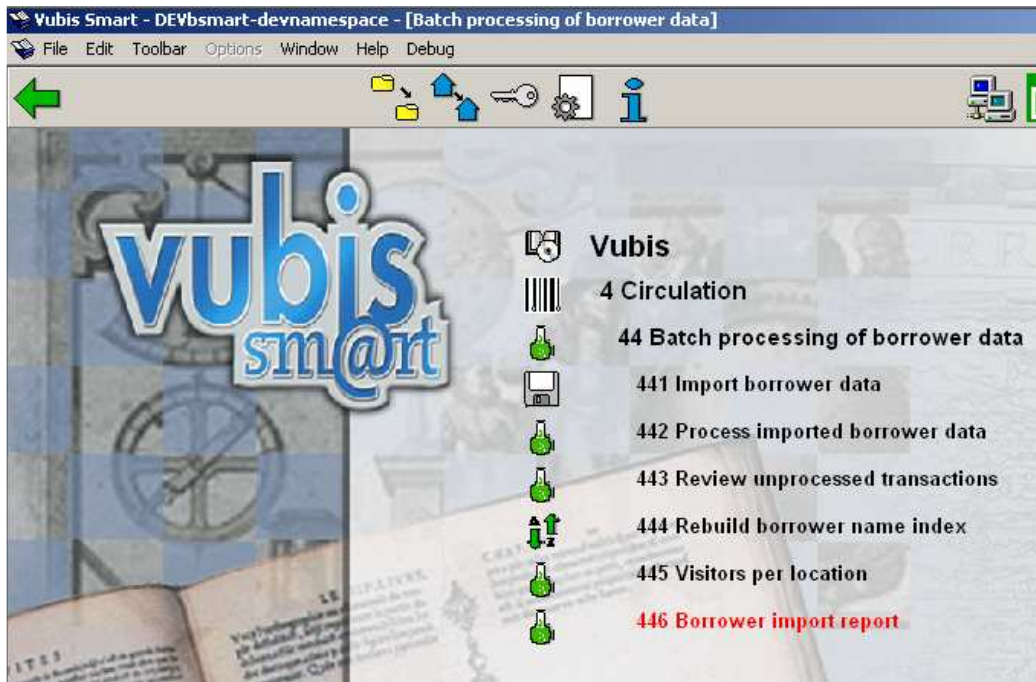 Vubis Smart - DEVbsmart-devnamespace - [Batch processing of borrower data]
File Edit Toolbar Options Window Help Debug
vubis
sm@rt
Vubis
4 Circulation
44 Batch processing of borrower data
441 Import borrower data
442 Process imported borrower data
443 Review unprocessed transactions
444 Rebuild borrower name index
445 Visitors per location
446 Borrower import report